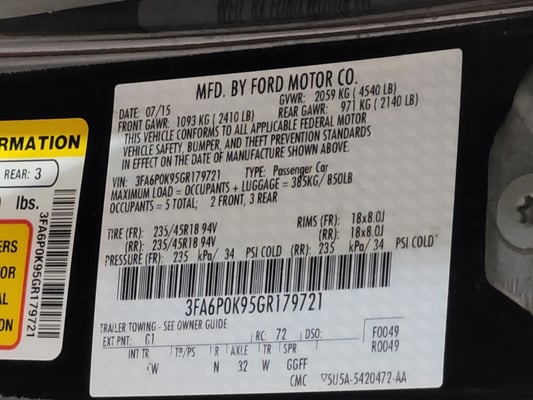 MFD. BY FORD MOTOR CO.
DATE: 07/15 GVWR: 2059 KG ( 4540 LB)
FRONT GAWR: 1093 KG ( 2410 LB) REAR GAWR: 971 KG ( 2140 LB)
THIS VEHICLE CONFORMS TO ALL APPLICABLE FEDERAL MOTOR
VEHICLE SAFETY, BUMPER, AND THEFT PREVENTION STANDARDS
IN EFFECT ON THE DATE OF MANUFACTURE SHOWN ABOVE.
VIN: 3FA6P0K95GR179721 TYPE: Passenger Car
MAXIMUM LOAD = OCCUPANTS + LUGGAGE = 385KG/ 850LB
OCCUPANTS = 5 TOTAL; 2 FRONT, 3 REAR
TIRE (FR): 235/45R18 94V RIMS (FR): 18x8.0J
(RR): 235/45R18 94V (RR): 18x8.0J
PRESSURE (FR): 235 kPa/ 34 PSI COLD (RR): 235 kPa/ 34 PSI COLD
3FA6P0K95GR179721
TRAILER TOWING - SEE OWNER GUIDE
EXT PNT: G1 RC: 72 DSO: F0049
R0049
INT TR TP/PS R AXLE TR SPR
CW N 32 W GGFF
CMC 5U5A-5420472-AA
RMATION
REAR: 3
lbs.
3FA6P0K95GR179721
ERS
OR
AL
ON